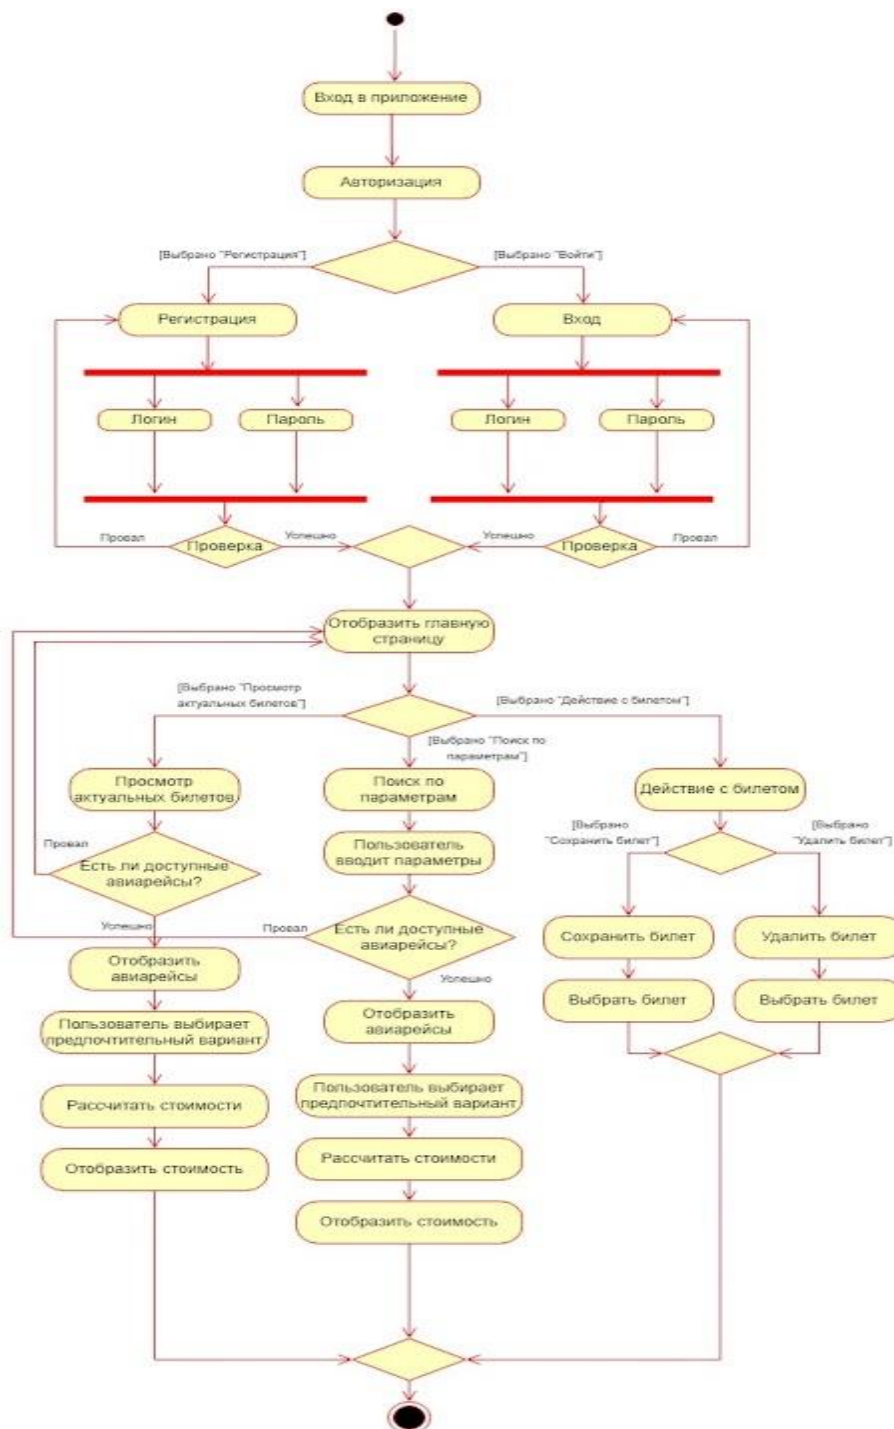 Вход в приложение
Авторизация
[Выбрано "Регистрация"]
[Выбрано "Войти"]
Регистрация
Вход
Логин
Пароль
Логин
Пароль
Провал
Проверка
Успешно
Успешно
Проверка
Провал
Отобразить главную
страницу
[Выбрано "Просмотр
актуальных билетов"]
[Выбрано "Действие с билетом"]
[Выбрано "Поиск по
параметрам"]
Просмотр
актуальных билетов
Поиск по
параметрам
Действие с билетом
[Выбрано
"Сохранить билет"]
[Выбрано
"Удалить билет"]
Провал
Есть ли доступные
авиарейсы?
Пользователь
вводит параметры
Успешно
Провал
Есть ли доступные
авиарейсы?
Сохранить билет
Удалить билет
Отобразить
авиарейсы
Успешно
Выбрать билет
Выбрать билет
Пользователь выбирает
предпочтительный вариант
Отобразить
авиарейсы
Рассчитать стоимости
Пользователь выбирает
предпочтительный вариант
Отобразить стоимость
Рассчитать стоимости
Отобразить стоимость